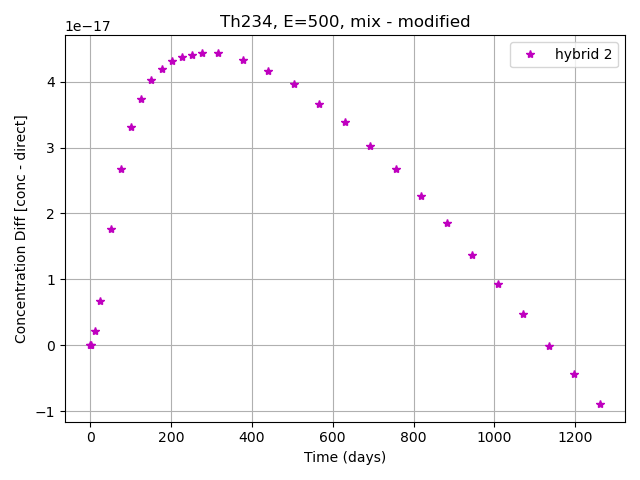 Th234, E=500, mix - modified
1e−17
hybrid 2
4
3
2
1
0
−1
Concentration Diff [conc - direct]
0 200 400 600 800 1000 1200
Time (days)